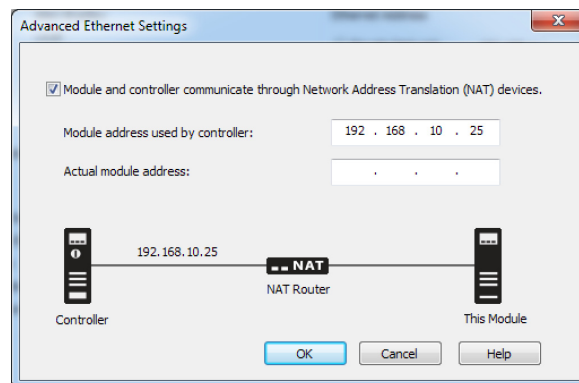 Advanced Ethernet Settings
Module and controller communicate through Network Address Translation (NAT) devices.
Module address used by controller: 192 . 168 . 10 . 25
Actual module address: . . .
192.168.10.25
NAT
NAT Router
Controller
This Module
OK Cancel Help